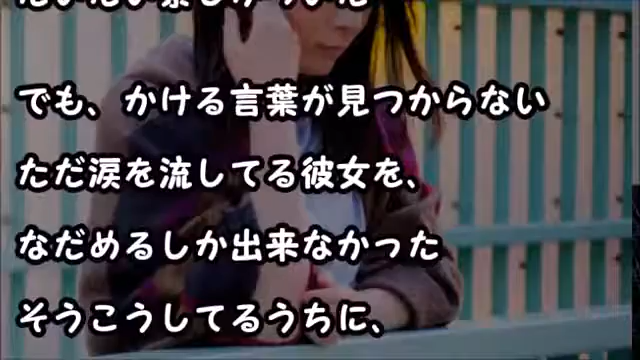 でも、かける言葉が見つからない
ただ涙を流してる彼女を、
なだめるしか出来なかった
そうこうしてるうちに、